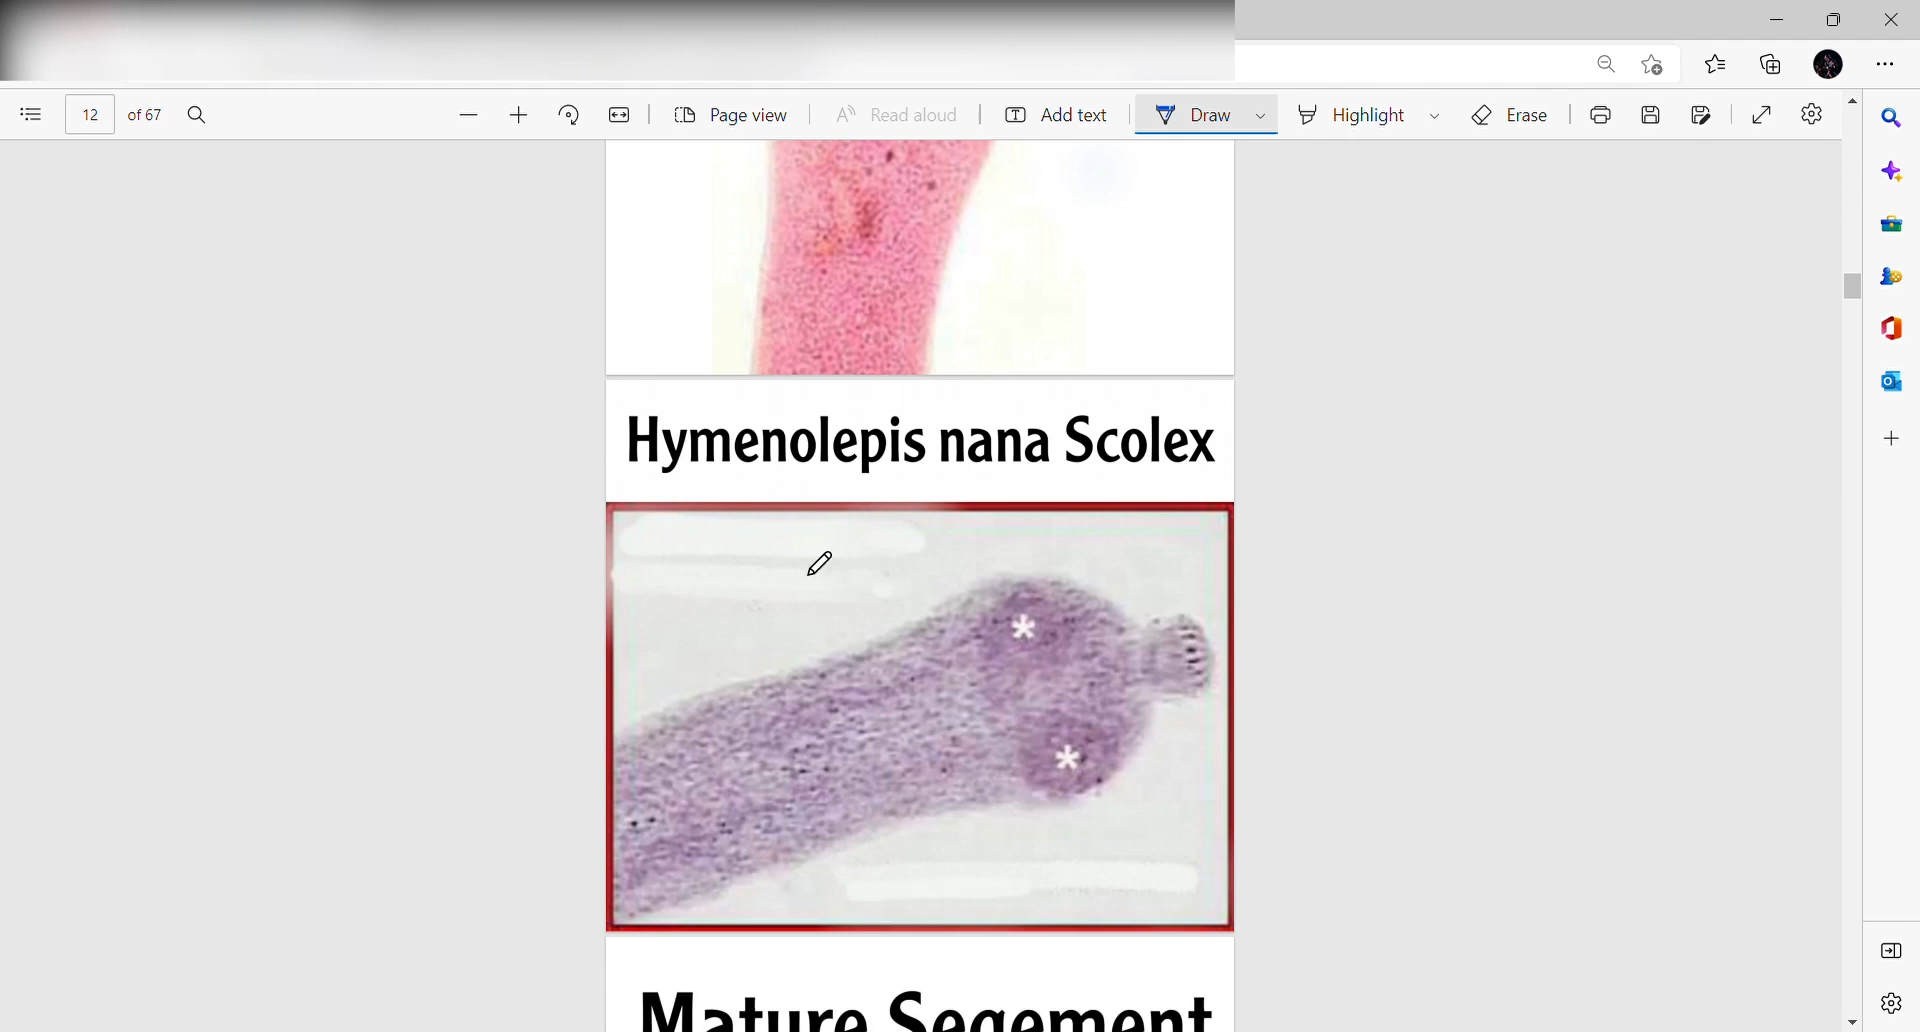 12 of 67 Page view Read aloud Add text Draw Highlight Erase
Hymenolepis nana Scolex
*
*
Mature Segement